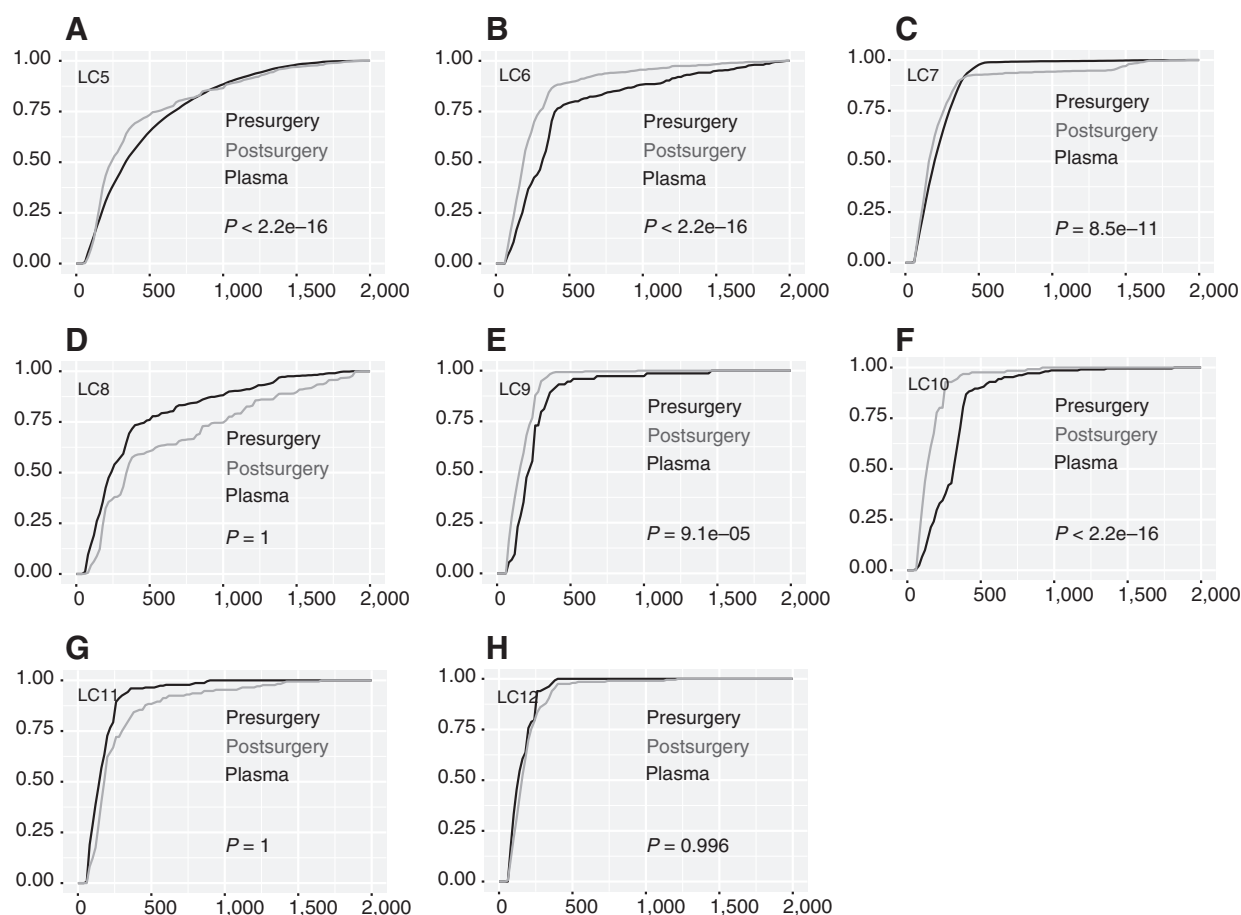 A
1.00
0.75
0.50
0.25
0.00
LC5
Presurgery
Postsurgery
Plasma
P < 2.2e–16
0 500 1,000 1,500 2,000
B
1.00
0.75
0.50
0.25
0.00
LC6
Presurgery
Postsurgery
Plasma
P < 2.2e–16
0 500 1,000 1,500 2,000
C
1.00
0.75
0.50
0.25
0.00
LC7
Presurgery
Postsurgery
Plasma
P = 8.5e–11
0 500 1,000 1,500 2,000
D
1.00
0.75
0.50
0.25
0.00
LC8
Presurgery
Postsurgery
Plasma
P = 1
0 500 1,000 1,500 2,000
E
1.00
0.75
0.50
0.25
0.00
LC9
Presurgery
Postsurgery
Plasma
P = 9.1e–05
0 500 1,000 1,500 2,000
F
1.00
0.75
0.50
0.25
0.00
LC10
Presurgery
Postsurgery
Plasma
P < 2.2e–16
0 500 1,000 1,500 2,000
G
1.00
0.75
0.50
0.25
0.00
LC11
Presurgery
Postsurgery
Plasma
P = 1
0 500 1,000 1,500 2,000
H
1.00
0.75
0.50
0.25
0.00
LC12
Presurgery
Postsurgery
Plasma
P = 0.996
0 500 1,000 1,500 2,000